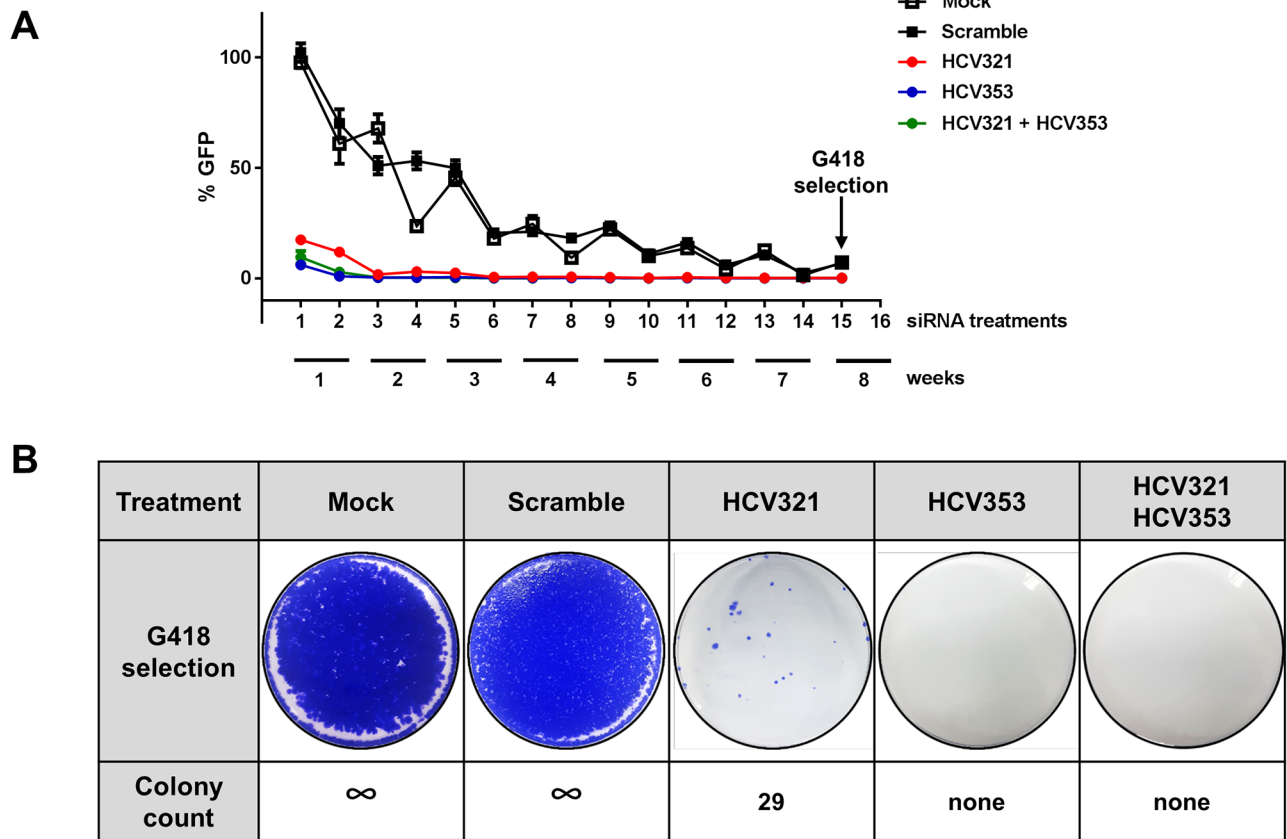 A
Mock
Scramble
HCV321
HCV353
HCV321 + HCV353
G418
selection
% GFP
100
50
0
1 2 3 4 5 6 7 8 9 10 11 12 13 14 15 16 siRNA treatments
1 2 3 4 5 6 7 8 weeks
B
Treatment Mock Scramble HCV321 HCV353 HCV321
HCV353
G418
selection
Colony
count
∞ ∞ 29 none none